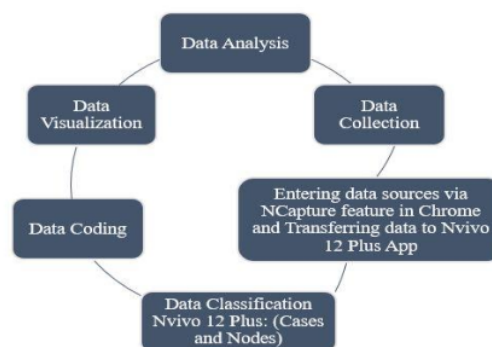 Data Analysis
Data
Collection
Entering data sources via
NCapture feature in Chrome
and Transferring data to Nvivo
12 Plus App
Data Classification
Nvivo 12 Plus: (Cases
and Nodes)
Data Coding
Data
Visualization